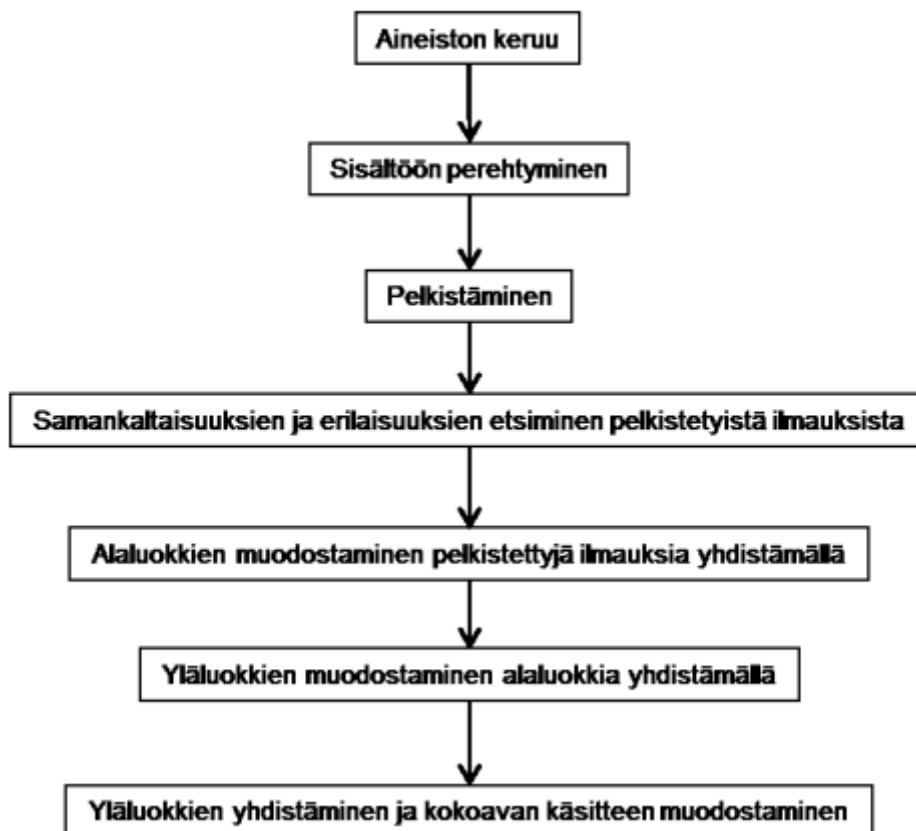 Aineiston keruu
Sisältöön perehtyminen
Pelkistäminen
Samankaltaisuuksien ja erilaisuuksien etsiminen pelkistetyistä ilmauksista
Alaluokkien muodostaminen pelkistettyjä ilmauksia yhdistämällä
Yläluokkien muodostaminen alaluokkia yhdistämällä
Yläluokkien yhdistäminen ja kokoavan käsitteen muodostaminen